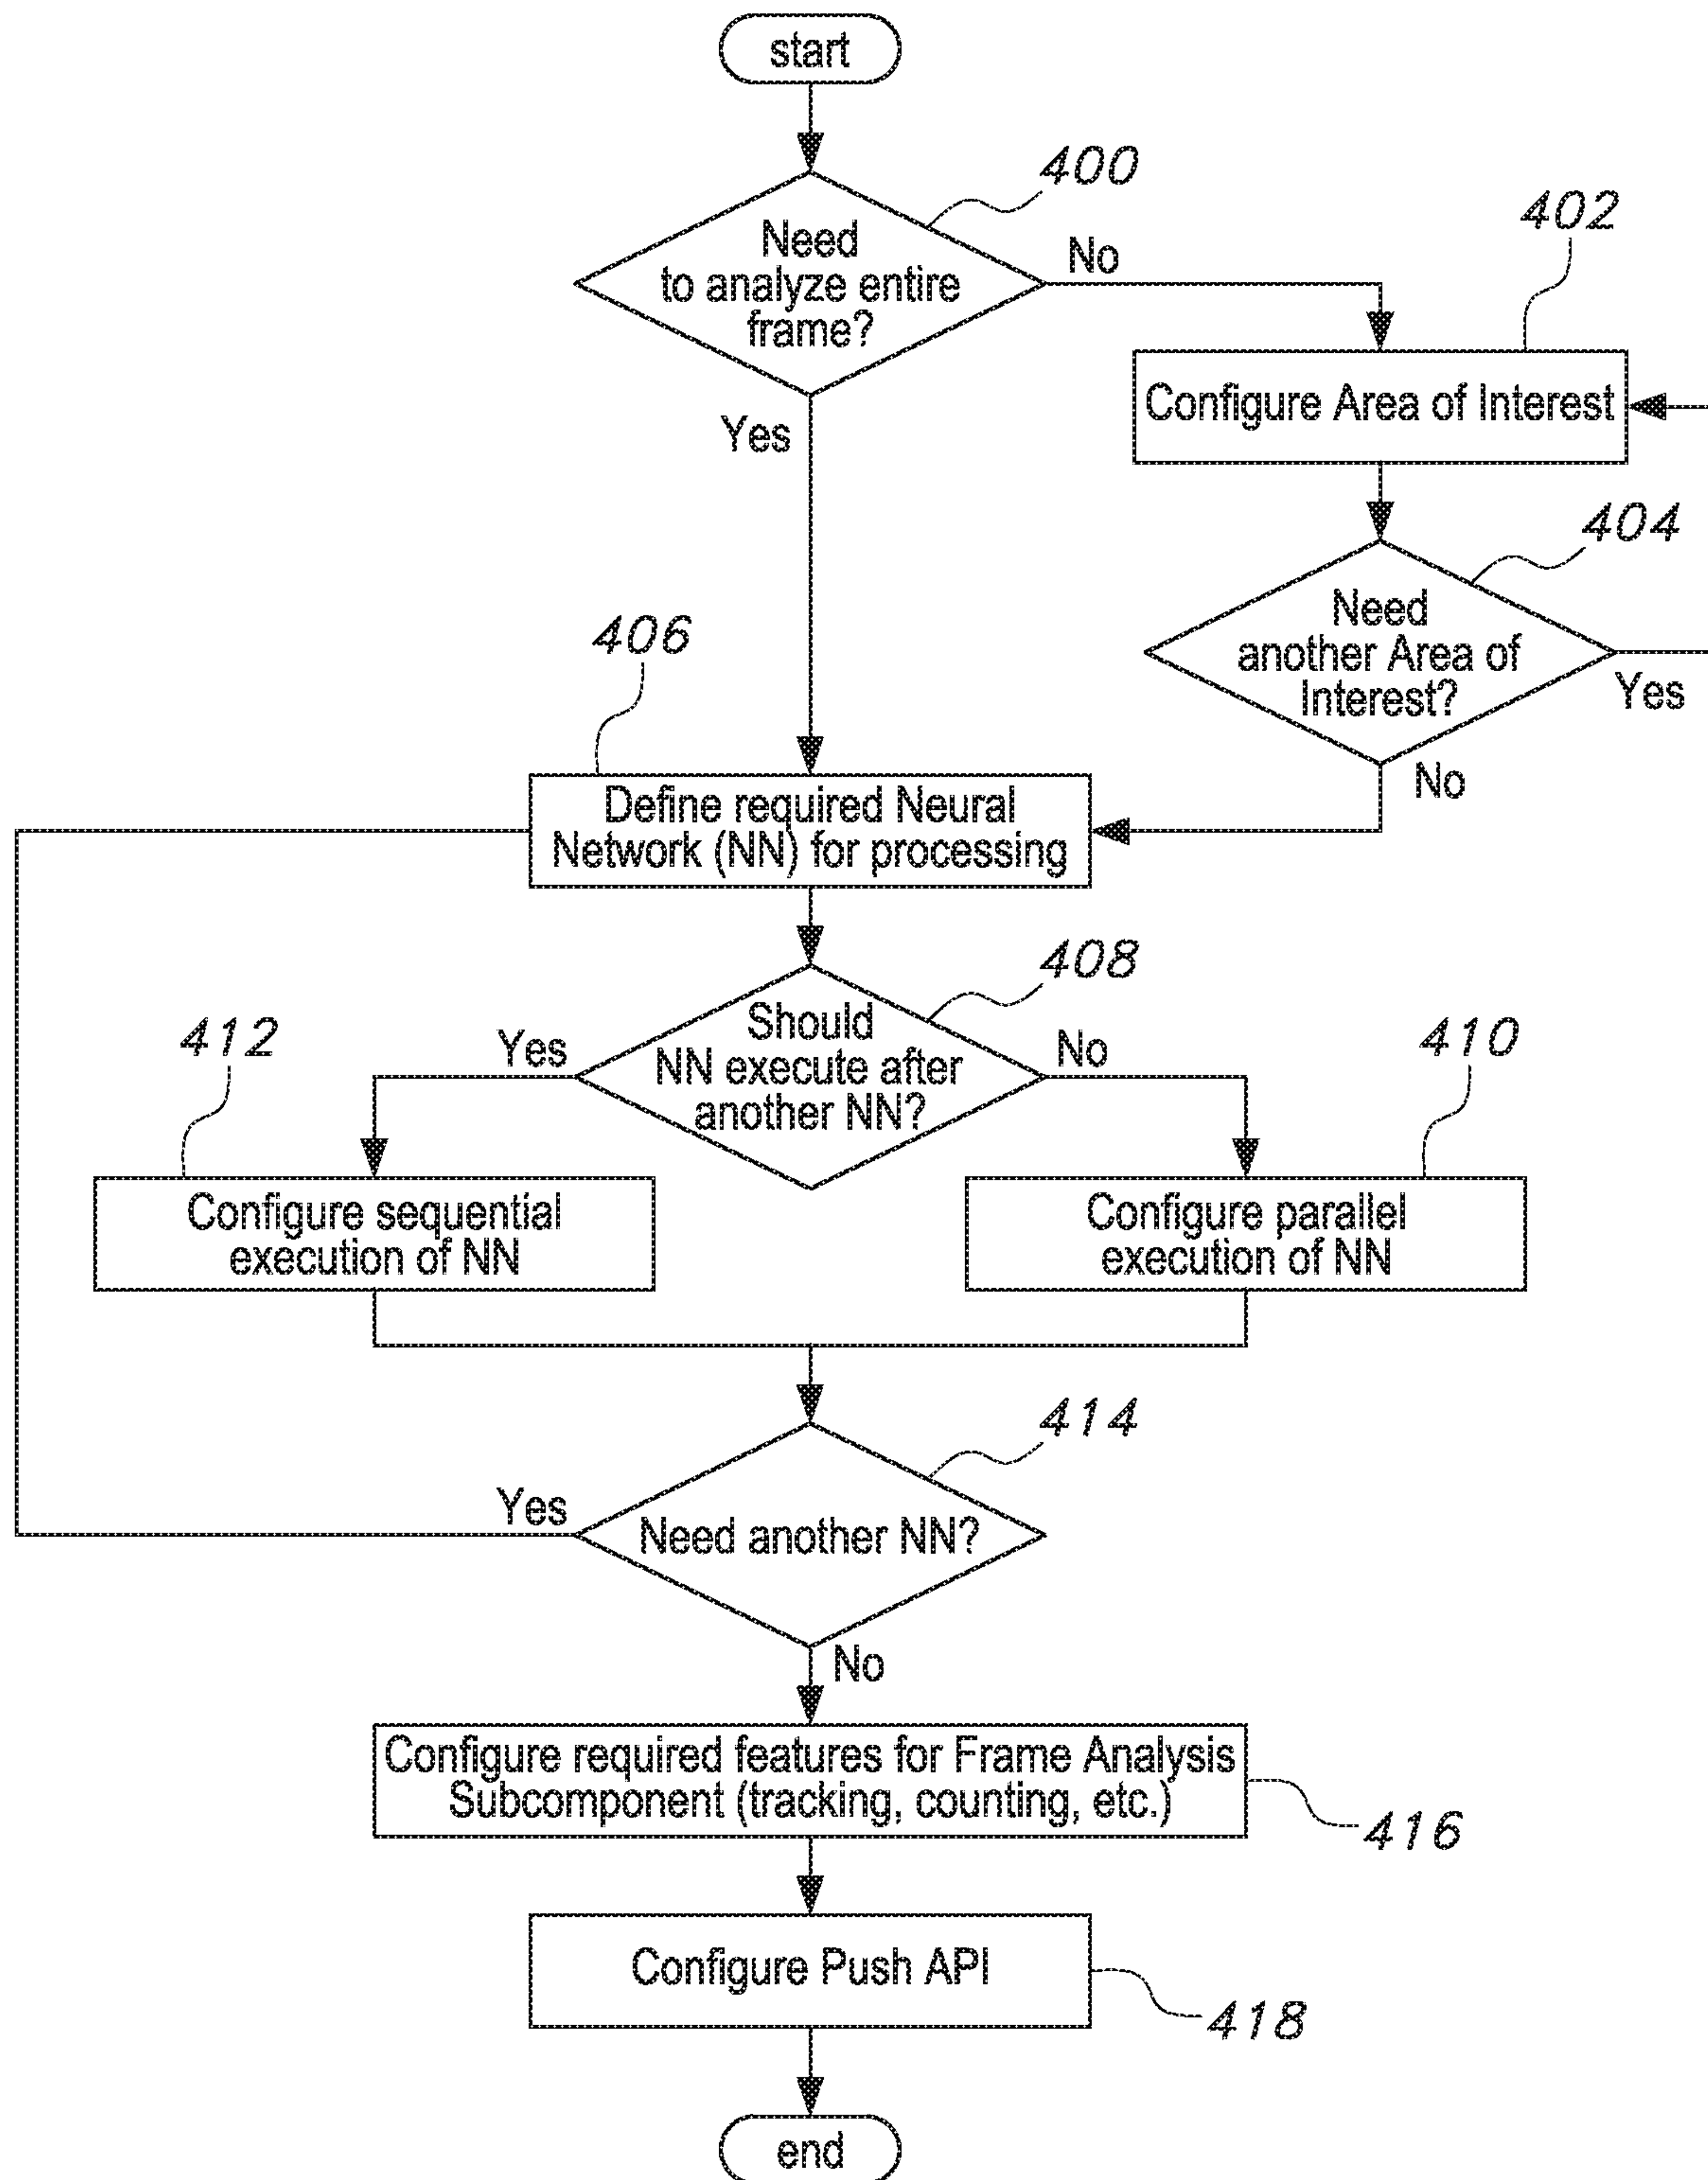 start
400
Need
to analyze entire
frame?
No
Yes
402
Configure Area of Interest
404
Need
another Area of
Interest?
Yes
No
406
Define required Neural
Network (NN) for processing
408
Should
NN execute after
another NN?
Yes
No
412
Configure sequential
execution of NN
410
Configure parallel
execution of NN
414
Need another NN?
Yes
No
Configure required features for Frame Analysis
Subcomponent (tracking, counting, etc.)
416
Configure Push API
418
end